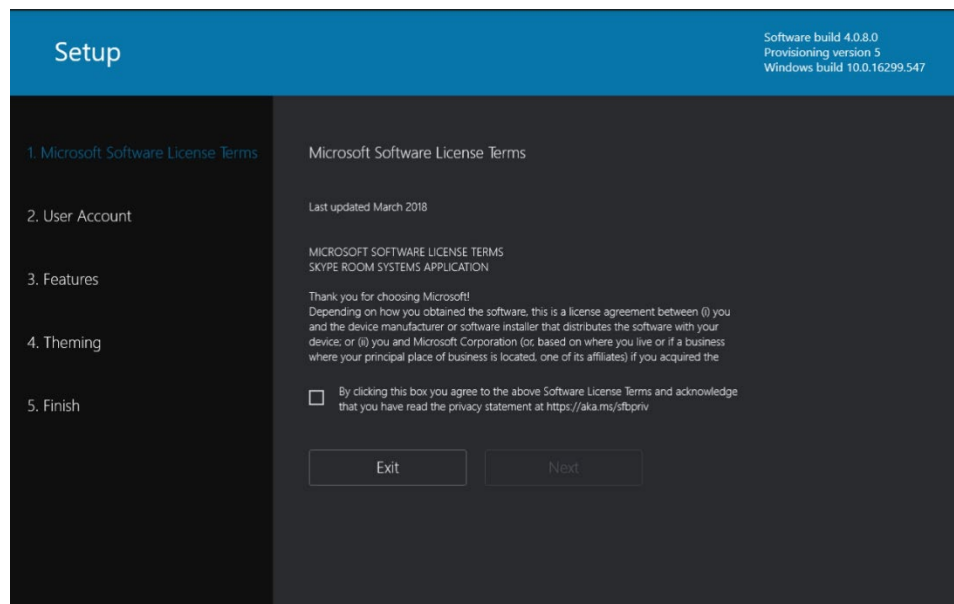 Setup
Software build 4.0.8.0
Provisioning version 5
Windows build 10.0.16299.547
1. Microsoft Software License Terms
2. User Account
3. Features
4. Theming
5. Finish
Microsoft Software License Terms
Last updated March 2018
MICROSOFT SOFTWARE LICENSE TERMS
SKYPE ROOM SYSTEMS APPLICATION
Thank you for choosing Microsoft!
Depending on how you obtained the software, this is a license agreement between (i) you
and the device manufacturer or software installer that distributes the software with your
device; or (ii) you and Microsoft Corporation (or, based on where you live or if a business
where your principal place of business is located, one of its affiliates) if you acquired the
By clicking this box you agree to the above Software License Terms and acknowledge
that you have read the privacy statement at https://aka.ms/sfbpriv
Exit
Next